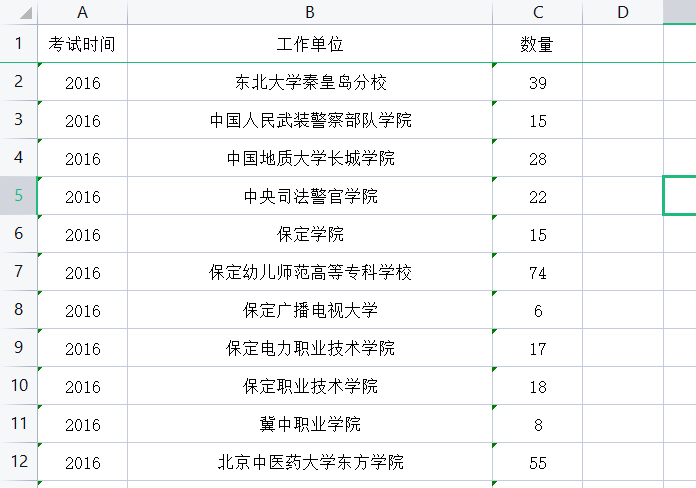 A B C D
1 考试时间 工作单位 数量
2 2016 东北大学秦皇岛分校 39
3 2016 中国人民武装警察部队学院 15
4 2016 中国地质大学长城学院 28
5 2016 中央司法警官学院 22
6 2016 保定学院 15
7 2016 保定幼儿师范高等专科学校 74
8 2016 保定广播电视大学 6
9 2016 保定电力职业技术学院 17
10 2016 保定职业技术学院 18
11 2016 冀中职业学院 8
12 2016 北京中医药大学东方学院 55